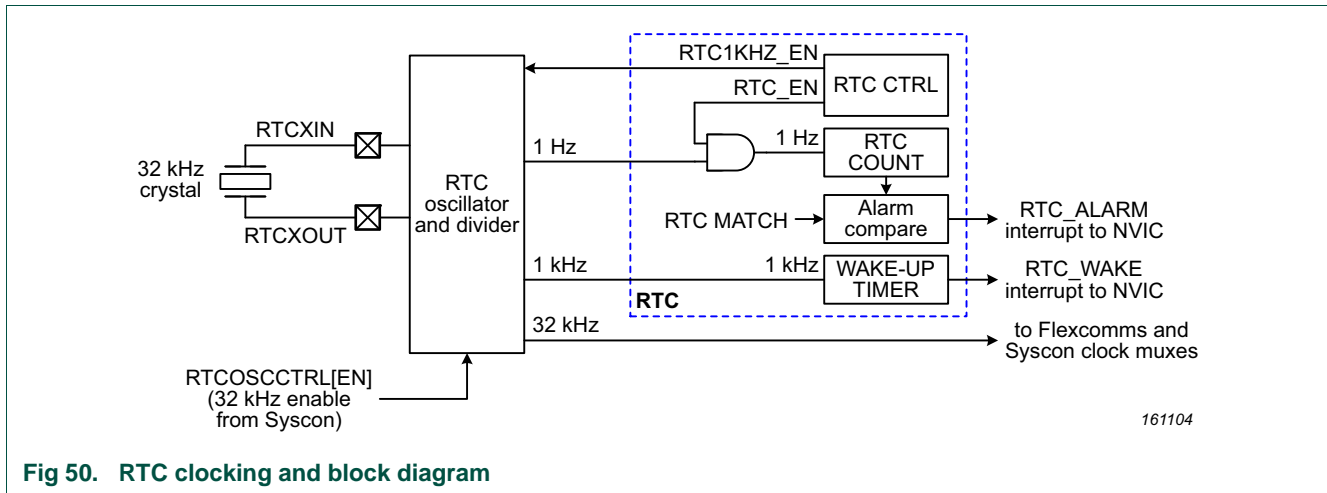 RTC1KHZ_EN
RTC CTRL
RTC_EN
RTCXIN
1 Hz
1 Hz
RTC
COUNT
32 kHz
crystal
RTC
oscillator
and divider
RTCXOUT
RTC MATCH
Alarm
compare
RTC_ALARM
interrupt to NVIC
1 kHz
1 kHz
WAKE-UP
TIMER
RTC_WAKE
interrupt to NVIC
RTC
32 kHz
to Flexcomms and
Syscon clock muxes
RTCOSCCTRL[EN]
(32 kHz enable
from Syscon)
161104
Fig 50. RTC clocking and block diagram